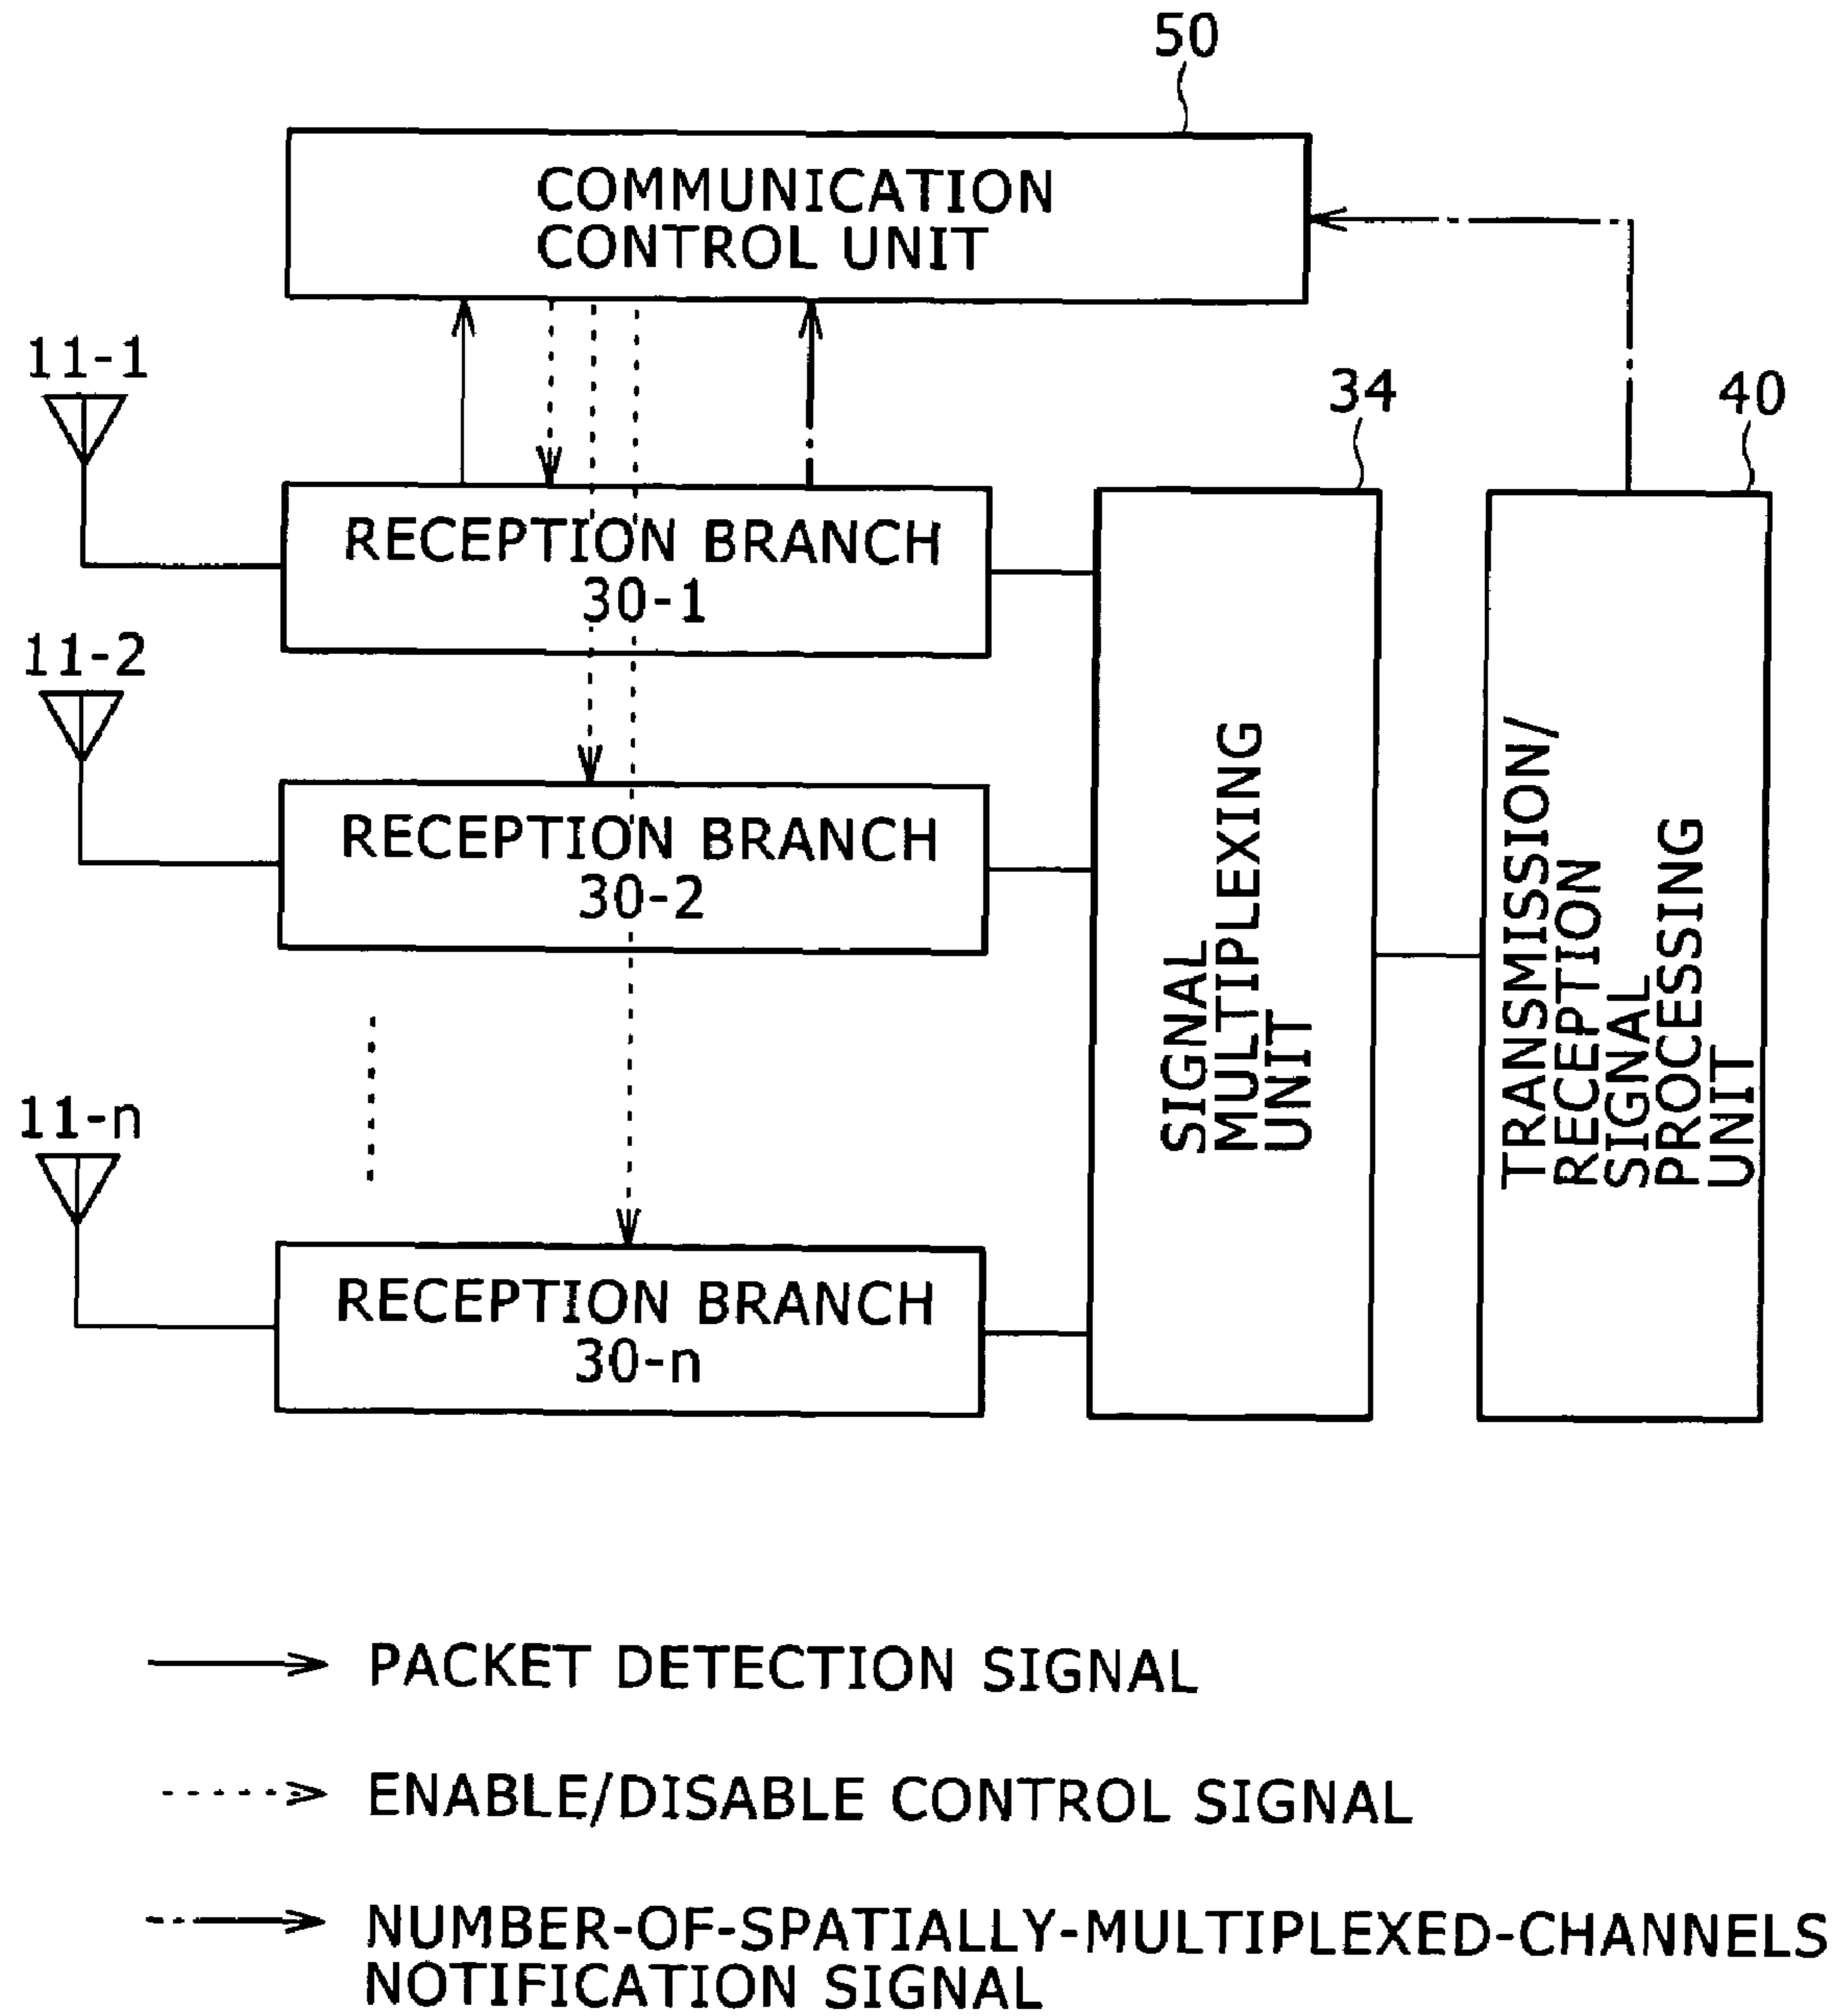 50
COMMUNICATION
CONTROL UNIT
11-1
34
40
RECEPTION BRANCH
30-1
11-2
RECEPTION BRANCH
30-2
SIGNAL
MULTIPLEXING
UNIT
TRANSMISSION/
RECEPTION
SIGNAL
PROCESSING
UNIT
11-n
RECEPTION BRANCH
30-n
PACKET DETECTION SIGNAL
ENABLE/DISABLE CONTROL SIGNAL
NUMBER-OF-SPATIALLY-MULTIPLEXED-CHANNELS
NOTIFICATION SIGNAL